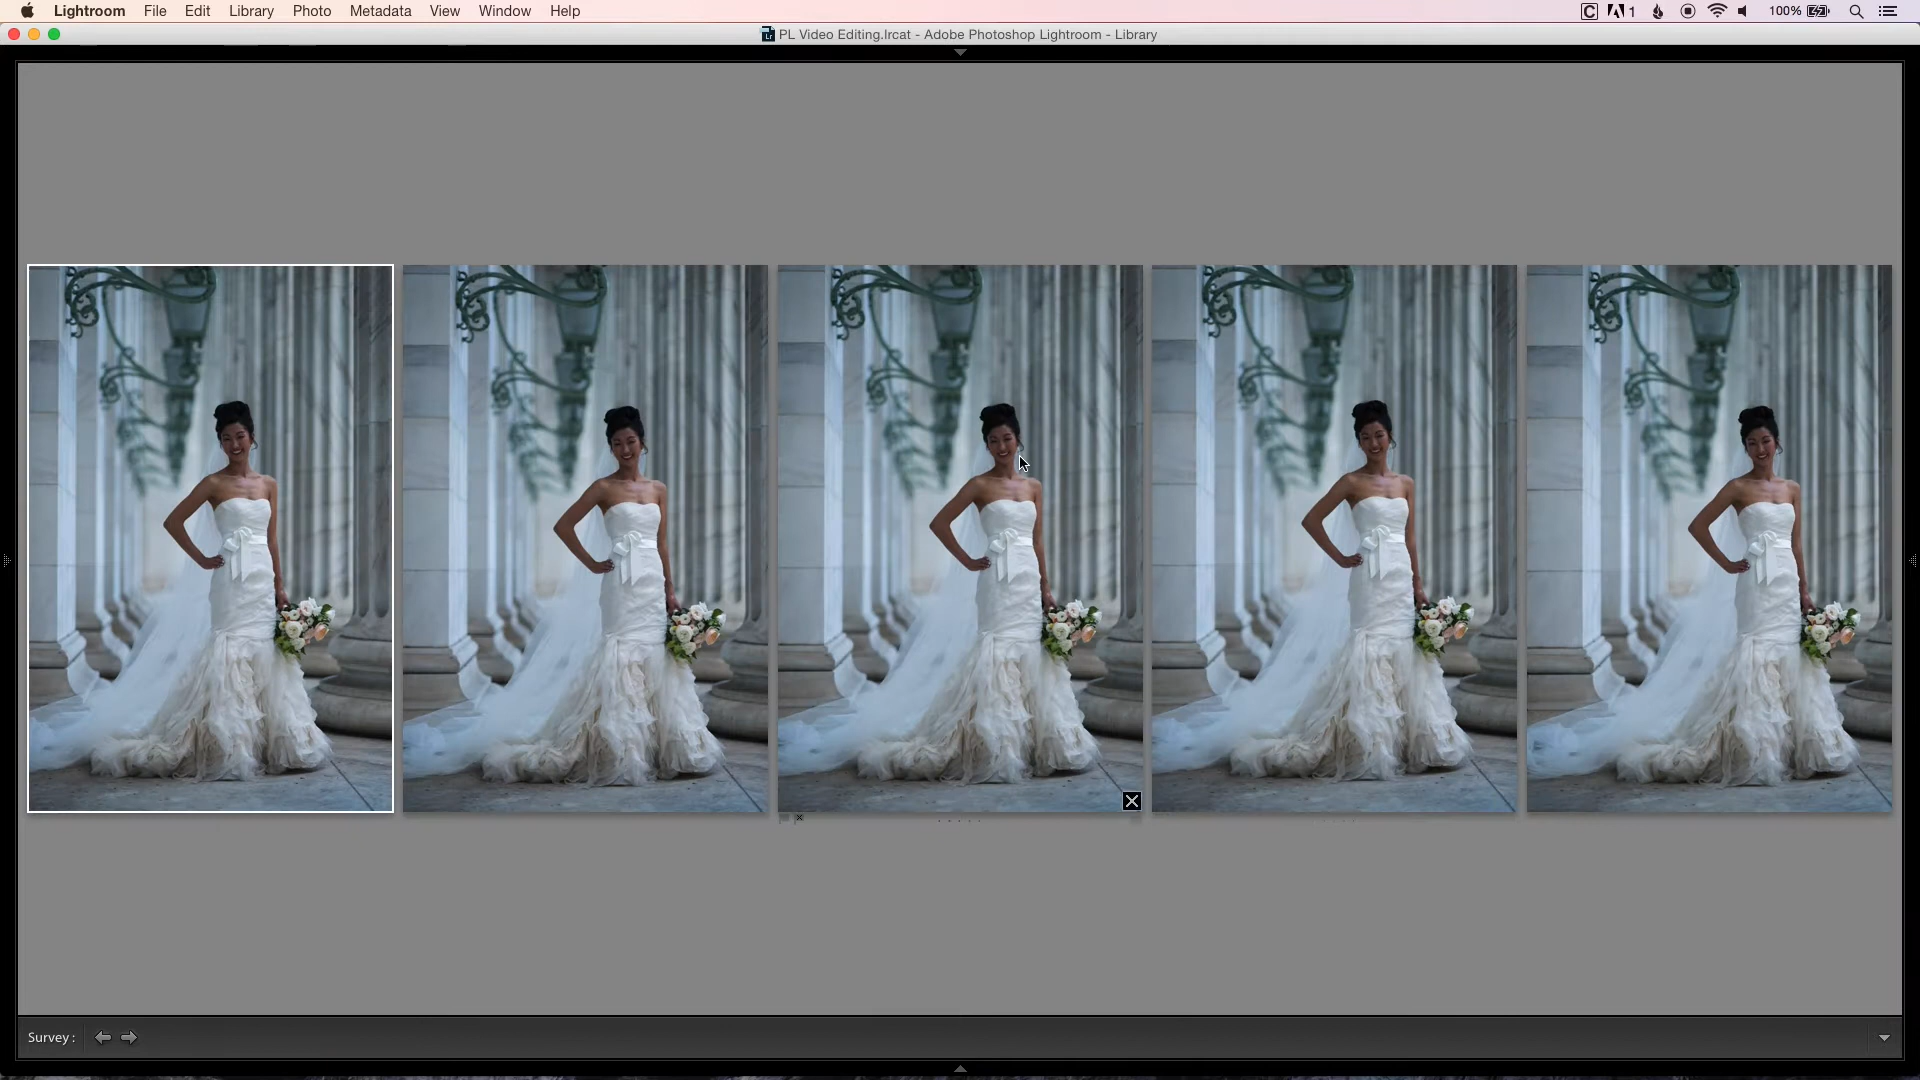 Lightroom File Edit Library Photo Metadata View Window Help 1 100%
PL Video Editing.lrcat - Adobe Photoshop Lightroom - Library
Survey :